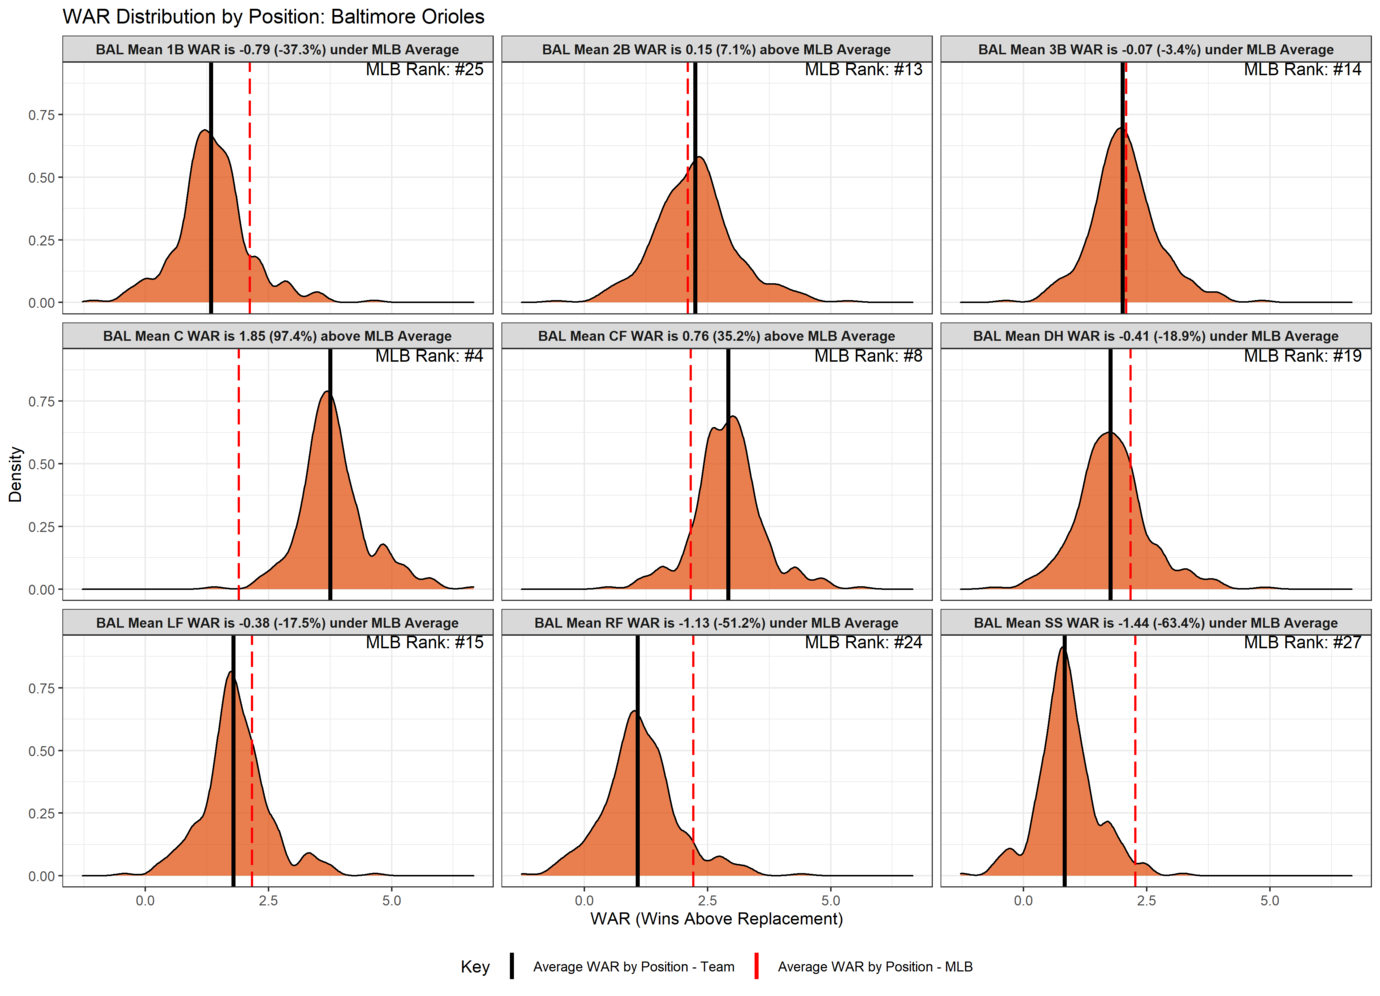 WAR Distribution by Position: Baltimore Orioles
BAL Mean 1B WAR is -0.79 (-37.3%) under MLB Average
BAL Mean 2B WAR is 0.15 (7.1%) above MLB Average
BAL Mean 3B WAR is -0.07 (-3.4%) under MLB Average
MLB Rank: #25
MLB Rank: #13
MLB Rank: #14
0.75
0.50
0.25
0.00
BAL Mean C WAR is 1.85 (97.4%) above MLB Average
BAL Mean CF WAR is 0.76 (35.2%) above MLB Average
BAL Mean DH WAR is -0.41 (-18.9%) under MLB Average
MLB Rank: #4
MLB Rank: #8
MLB Rank: #19
0.75
0.50
0.25
0.00
Density
BAL Mean LF WAR is -0.38 (-17.5%) under MLB Average
BAL Mean RF WAR is -1.13 (-51.2%) under MLB Average
BAL Mean SS WAR is -1.44 (-63.4%) under MLB Average
MLB Rank: #15
MLB Rank: #24
MLB Rank: #27
0.75
0.50
0.25
0.00
0.0 2.5 5.0
0.0 2.5 5.0
0.0 2.5 5.0
WAR (Wins Above Replacement)
Key Average WAR by Position - Team Average WAR by Position - MLB